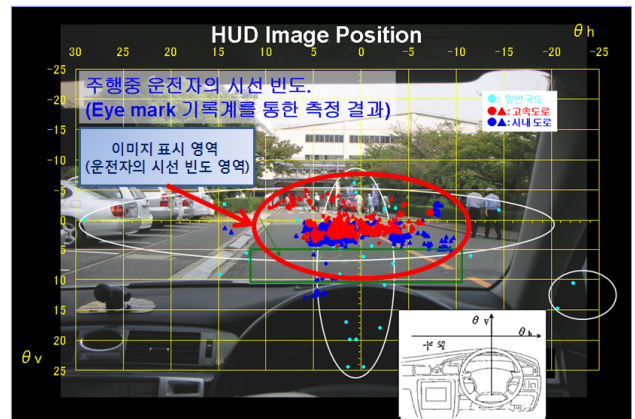 HUD Image Position
θ h
30 25 20 15 10 5 0 -5 -10 -15 -20 -25
-25
-20
-15
-10
-5
0
5
10
15
20
25
주행중 운전자의 시선 빈도.
(Eye mark 기록계를 통한 측정 결과)
: 일반국도
: 고속도로
: 시내 도로
이미지 표시 영역
(운전자의 시선 빈도 영역)
θ v
θ v
θ h